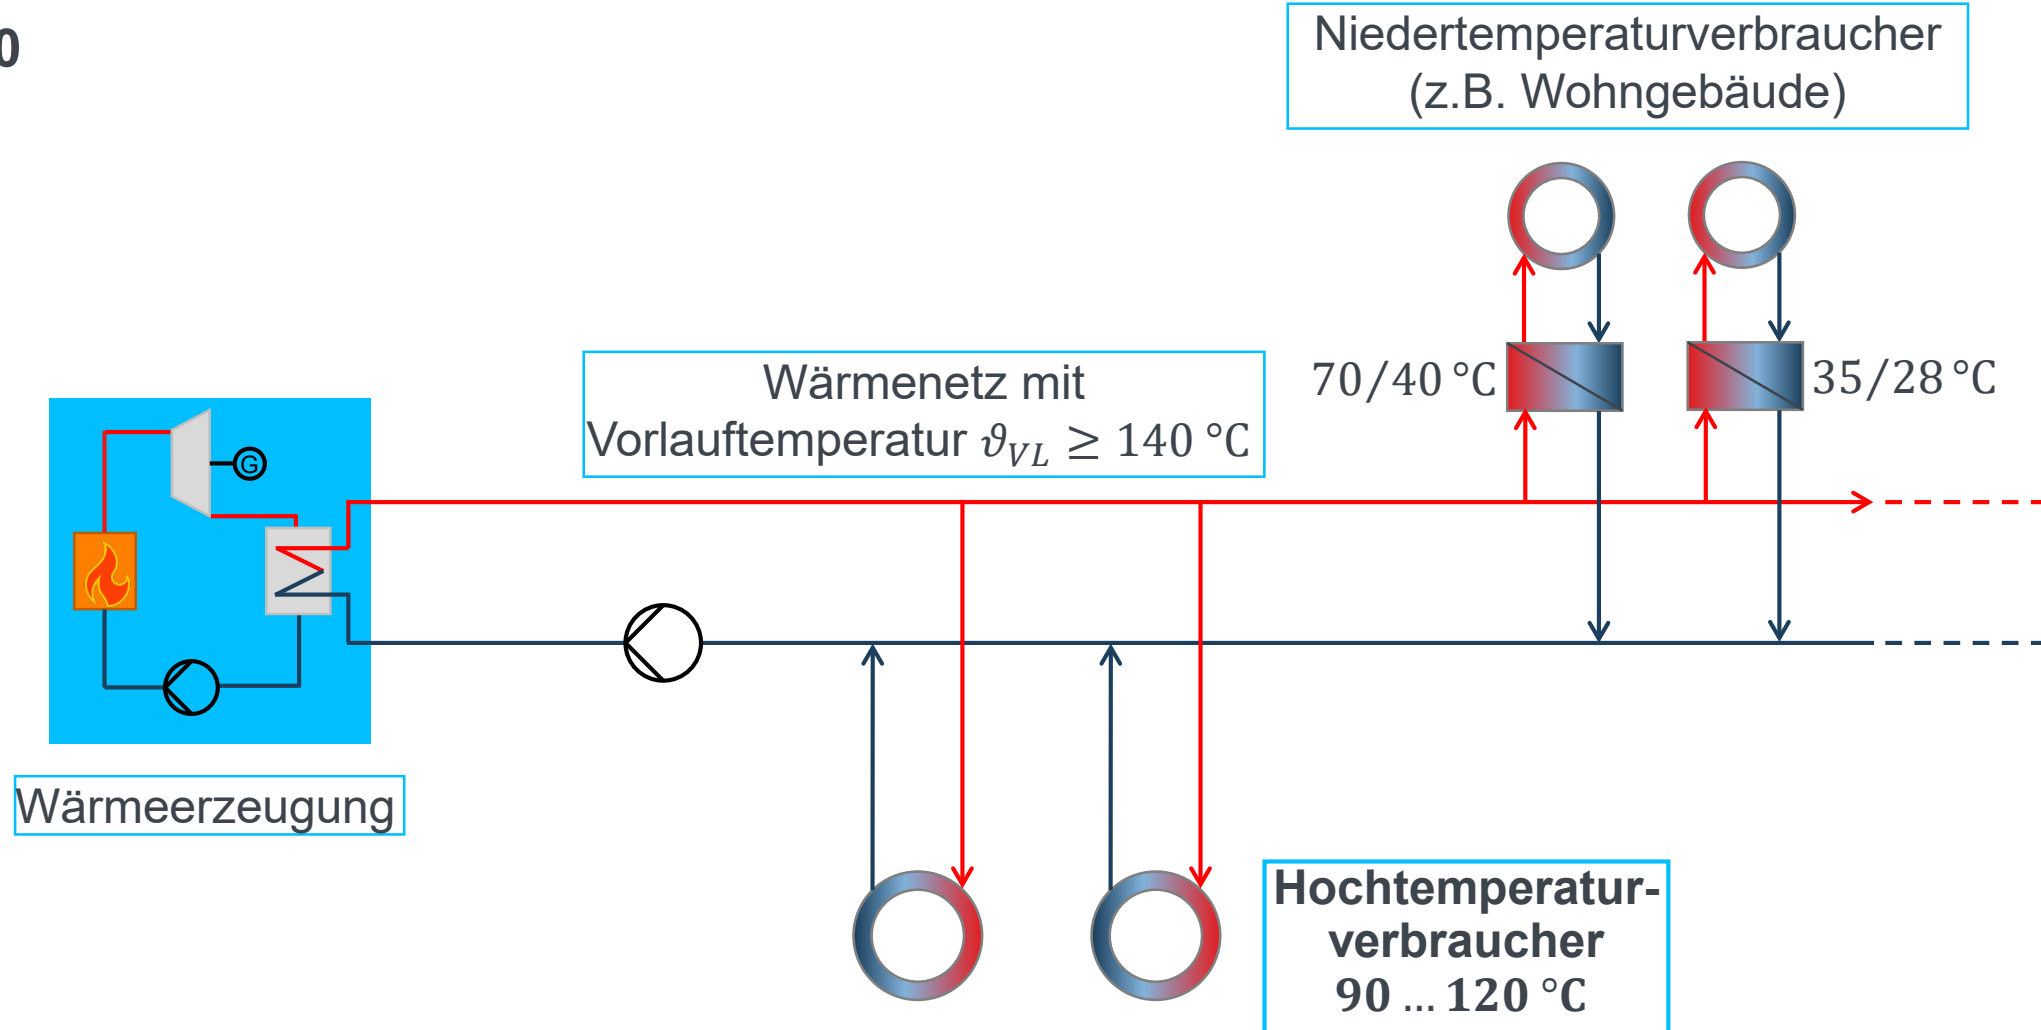 0
Niedertemperaturverbraucher
(z.B. Wohngebäude)
Wärmenetz mit
Vorlauftemperatur 𝜗_VL ≥ 140 °C
70/40 °C
35/28 °C
G
Wärmeerzeugung
Hochtemperatur-
verbraucher
90 … 120 °C